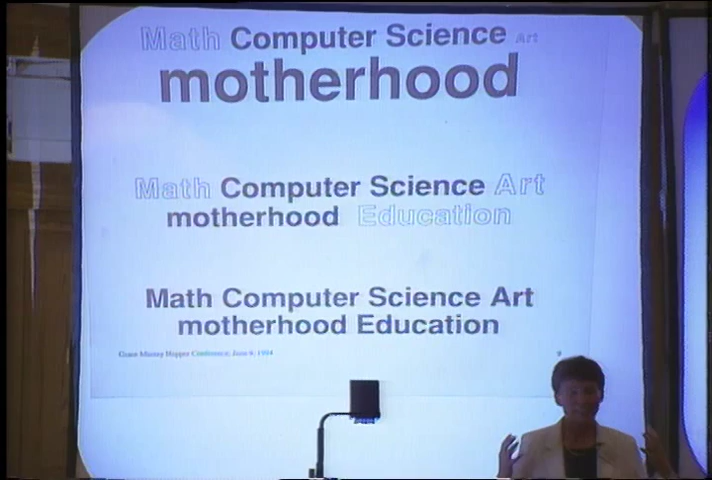 Math Computer Science Art
motherhood
Math Computer Science Art
motherhood Education
Math Computer Science Art
motherhood Education
Grace Murray Hopper Conference, June 9, 1994
9